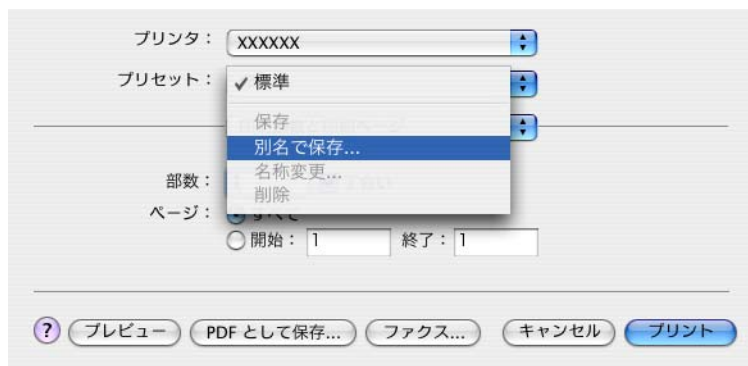 プリンタ： XXXXXX
プリセット： ✓ 標準
保存
別名で保存...
名称変更...
削除
部数：
ページ： すべて
開始： 1 終了： 1
? プレビュー PDF として保存... ファクス... キャンセル プリント